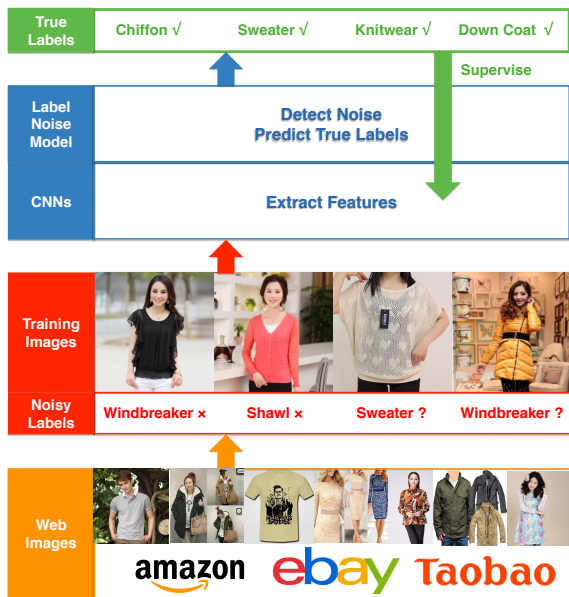 True
Labels
Chiffon √
Sweater √
Knitwear √
Down Coat √
Supervise
Label
Noise
Model
Detect Noise
Predict True Labels
CNNs
Extract Features
Training
Images
Noisy
Labels
Windbreaker ×
Shawl ×
Sweater ?
Windbreaker ?
Web
Images
amazon
ebay
Taobao